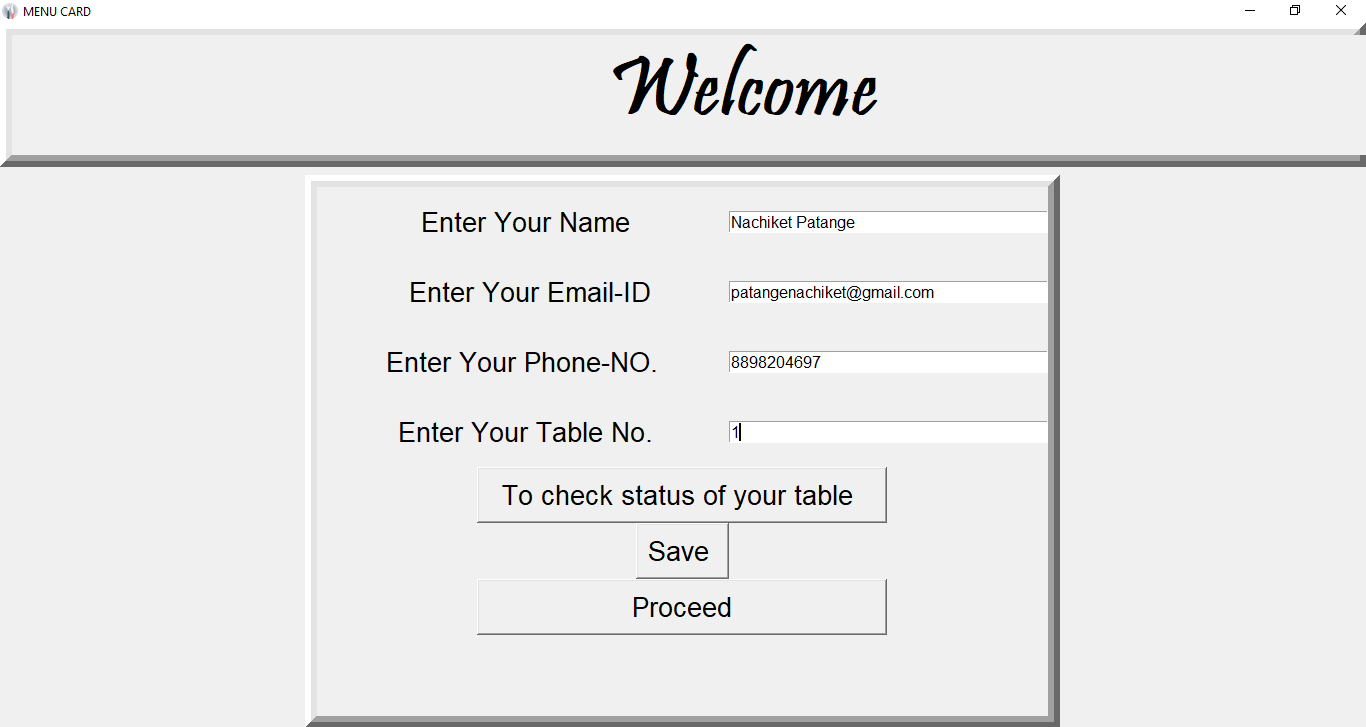 MENU CARD
Welcome
Enter Your Name Nachiket Patange
Enter Your Email-ID patangenachiket@gmail.com
Enter Your Phone-NO. 8898204697
Enter Your Table No. 1
To check status of your table
Save
Proceed